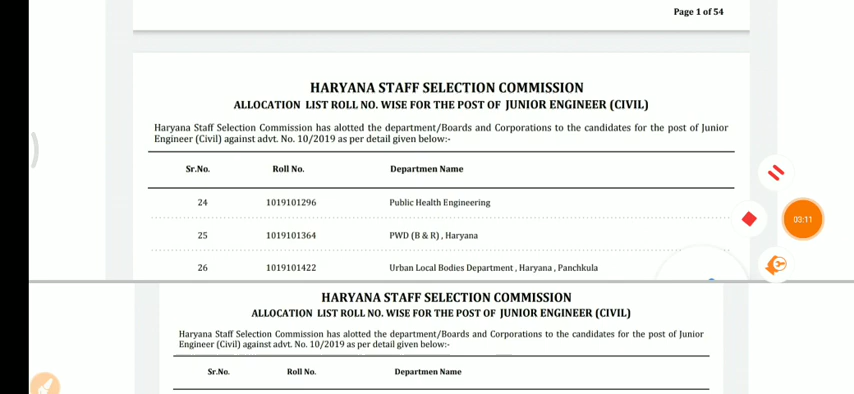 Page 1 of 54
HARYANA STAFF SELECTION COMMISSION
ALLOCATION LIST ROLL NO. WISE FOR THE POST OF JUNIOR ENGINEER (CIVIL)
Haryana Staff Selection Commission has alotted the department/Boards and Corporations to the candidates for the post of Junior
Engineer (Civil) against advt. No. 10/2019 as per detail given below:-
Sr.No. Roll No. Departmen Name
24 1019101296 Public Health Engineering
25 1019101364 PWD (B & R) , Haryana
26 1019101422 Urban Local Bodies Department , Haryana , Panchkula
03:11
HARYANA STAFF SELECTION COMMISSION
ALLOCATION LIST ROLL NO. WISE FOR THE POST OF JUNIOR ENGINEER (CIVIL)
Haryana Staff Selection Commission has alotted the department/Boards and Corporations to the candidates for the post of Junior
Engineer (Civil) against advt. No. 10/2019 as per detail given below:-
Sr.No. Roll No. Departmen Name